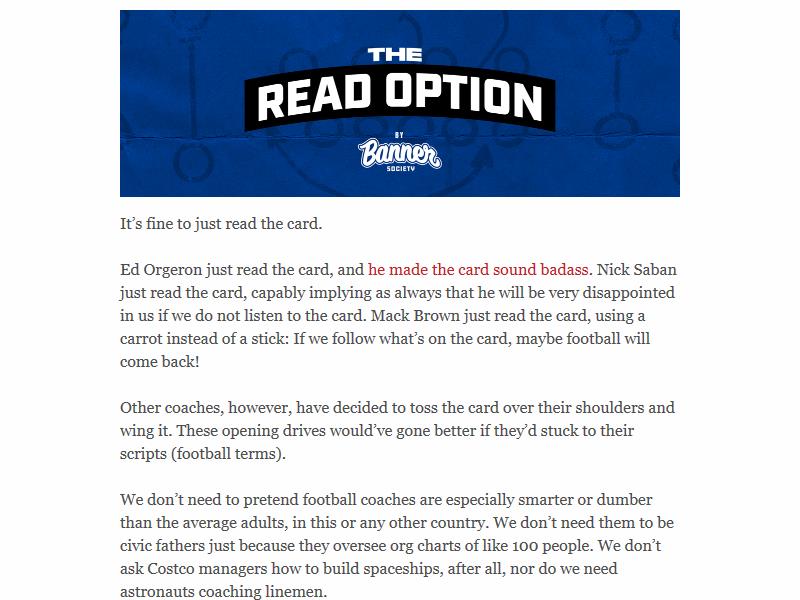 THE
READ OPTION
BY
Banner
SOCIETY
It’s fine to just read the card.
Ed Orgeron just read the card, and he made the card sound badass. Nick Saban
just read the card, capably implying as always that he will be very disappointed
in us if we do not listen to the card. Mack Brown just read the card, using a
carrot instead of a stick: If we follow what’s on the card, maybe football will
come back!
Other coaches, however, have decided to toss the card over their shoulders and
wing it. These opening drives would’ve gone better if they’d stuck to their
scripts (football terms).
We don’t need to pretend football coaches are especially smarter or dumber
than the average adults, in this or any other country. We don’t need them to be
civic fathers just because they oversee org charts of like 100 people. We don’t
ask Costco managers how to build spaceships, after all, nor do we need
astronauts coaching linemen.